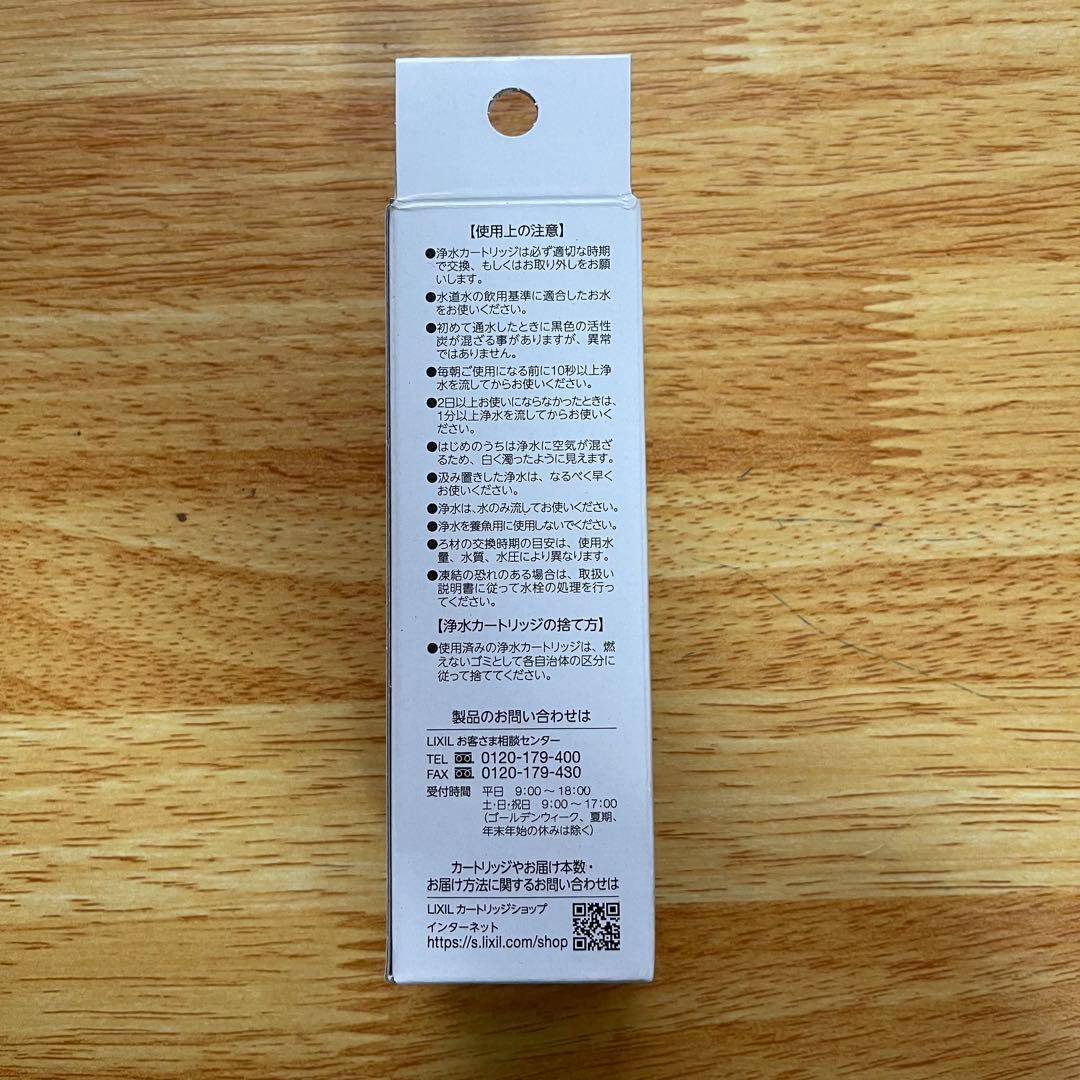 【使用上の注意】
●浄水カートリッジは必ず適切な時期
で交換、もしくはお取り外しをお願
いします。
●水道水の飲用基準に適合したお水
をお使いください。
●初めて通水したときに黒色の活性
炭が混ざる事がありますが、異常
ではありません。
●毎朝ご使用になる前に10秒以上浄
水を流してからお使いください。
●2日以上お使いにならなかったときは、
1分以上浄水を流してからお使いく
ださい。
●はじめのうちは浄水に空気が混ざ
るため、白く濁ったように見えます。
●汲み置きした浄水は、なるべく早く
お使いください。
●浄水は、水のみ流してお使いください。
●浄水を養魚用に使用しないでください。
●ろ材の交換時期の目安は、使用水
量、水質、水圧により異なります。
●凍結の恐れのある場合は、取扱い
説明書に従って水栓の処理を行っ
てください。
【浄水カートリッジの捨て方】
●使用済みの浄水カートリッジは、燃
えないゴミとして各自治体の区分に
従って捨ててください。
製品のお問い合わせは
LIXIL お客さま相談センター
TEL 0120-179-400
FAX 0120-179-430
受付時間 平日 9:00～18:00
土・日・祝日 9:00～17:00
(ゴールデンウィーク、夏期、
年末年始の休みは除く)
カートリッジやお届け本数・
お届け方法に関するお問い合わせは
LIXIL カートリッジショップ
インターネット
https://s.lixil.com/shop